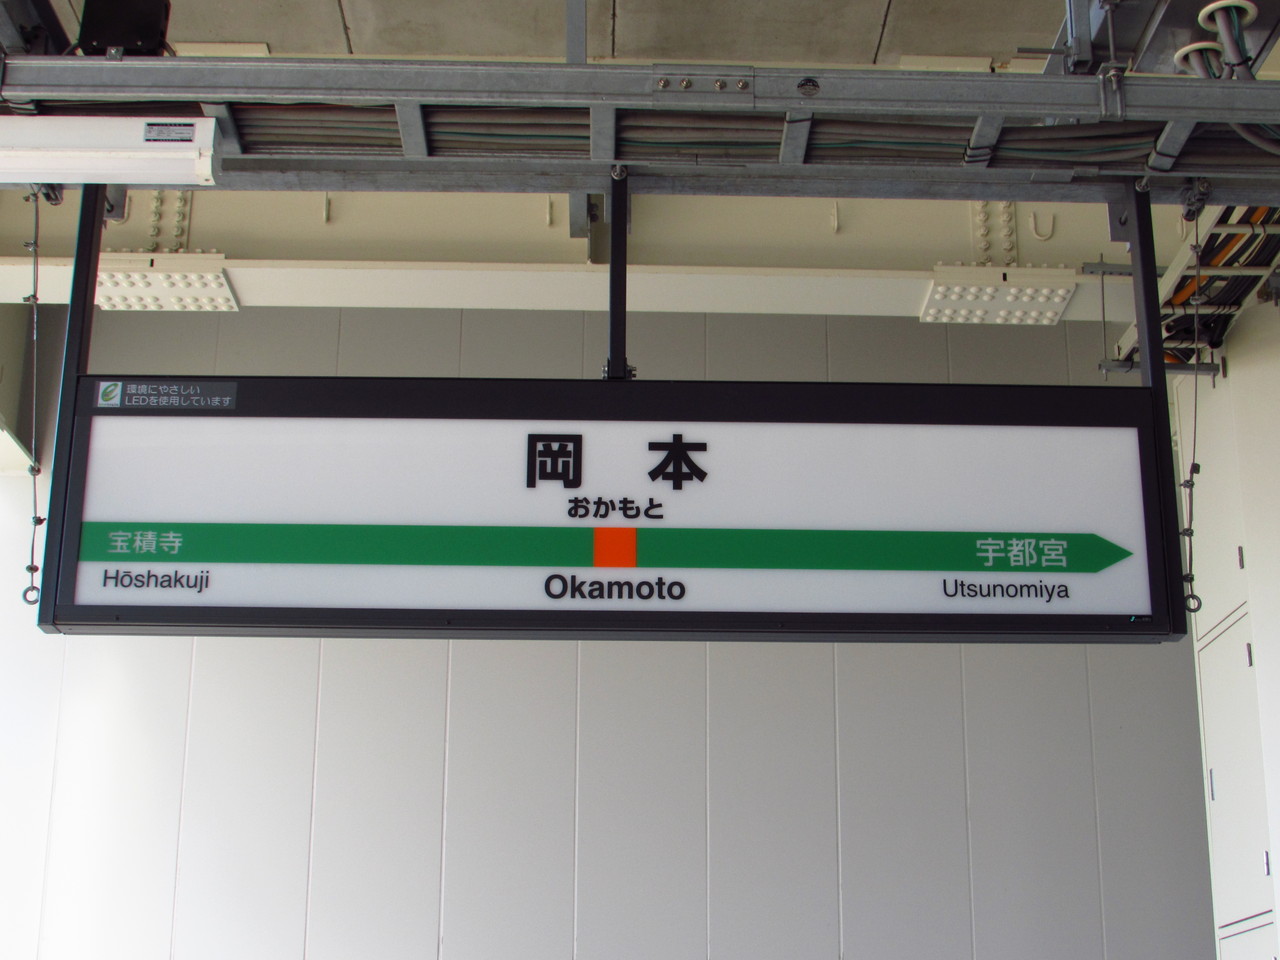 環境にやさしい
LEDを使用しています
岡本
おかもと
宝積寺 宇都宮
Hōshakuji Okamoto Utsunomiya